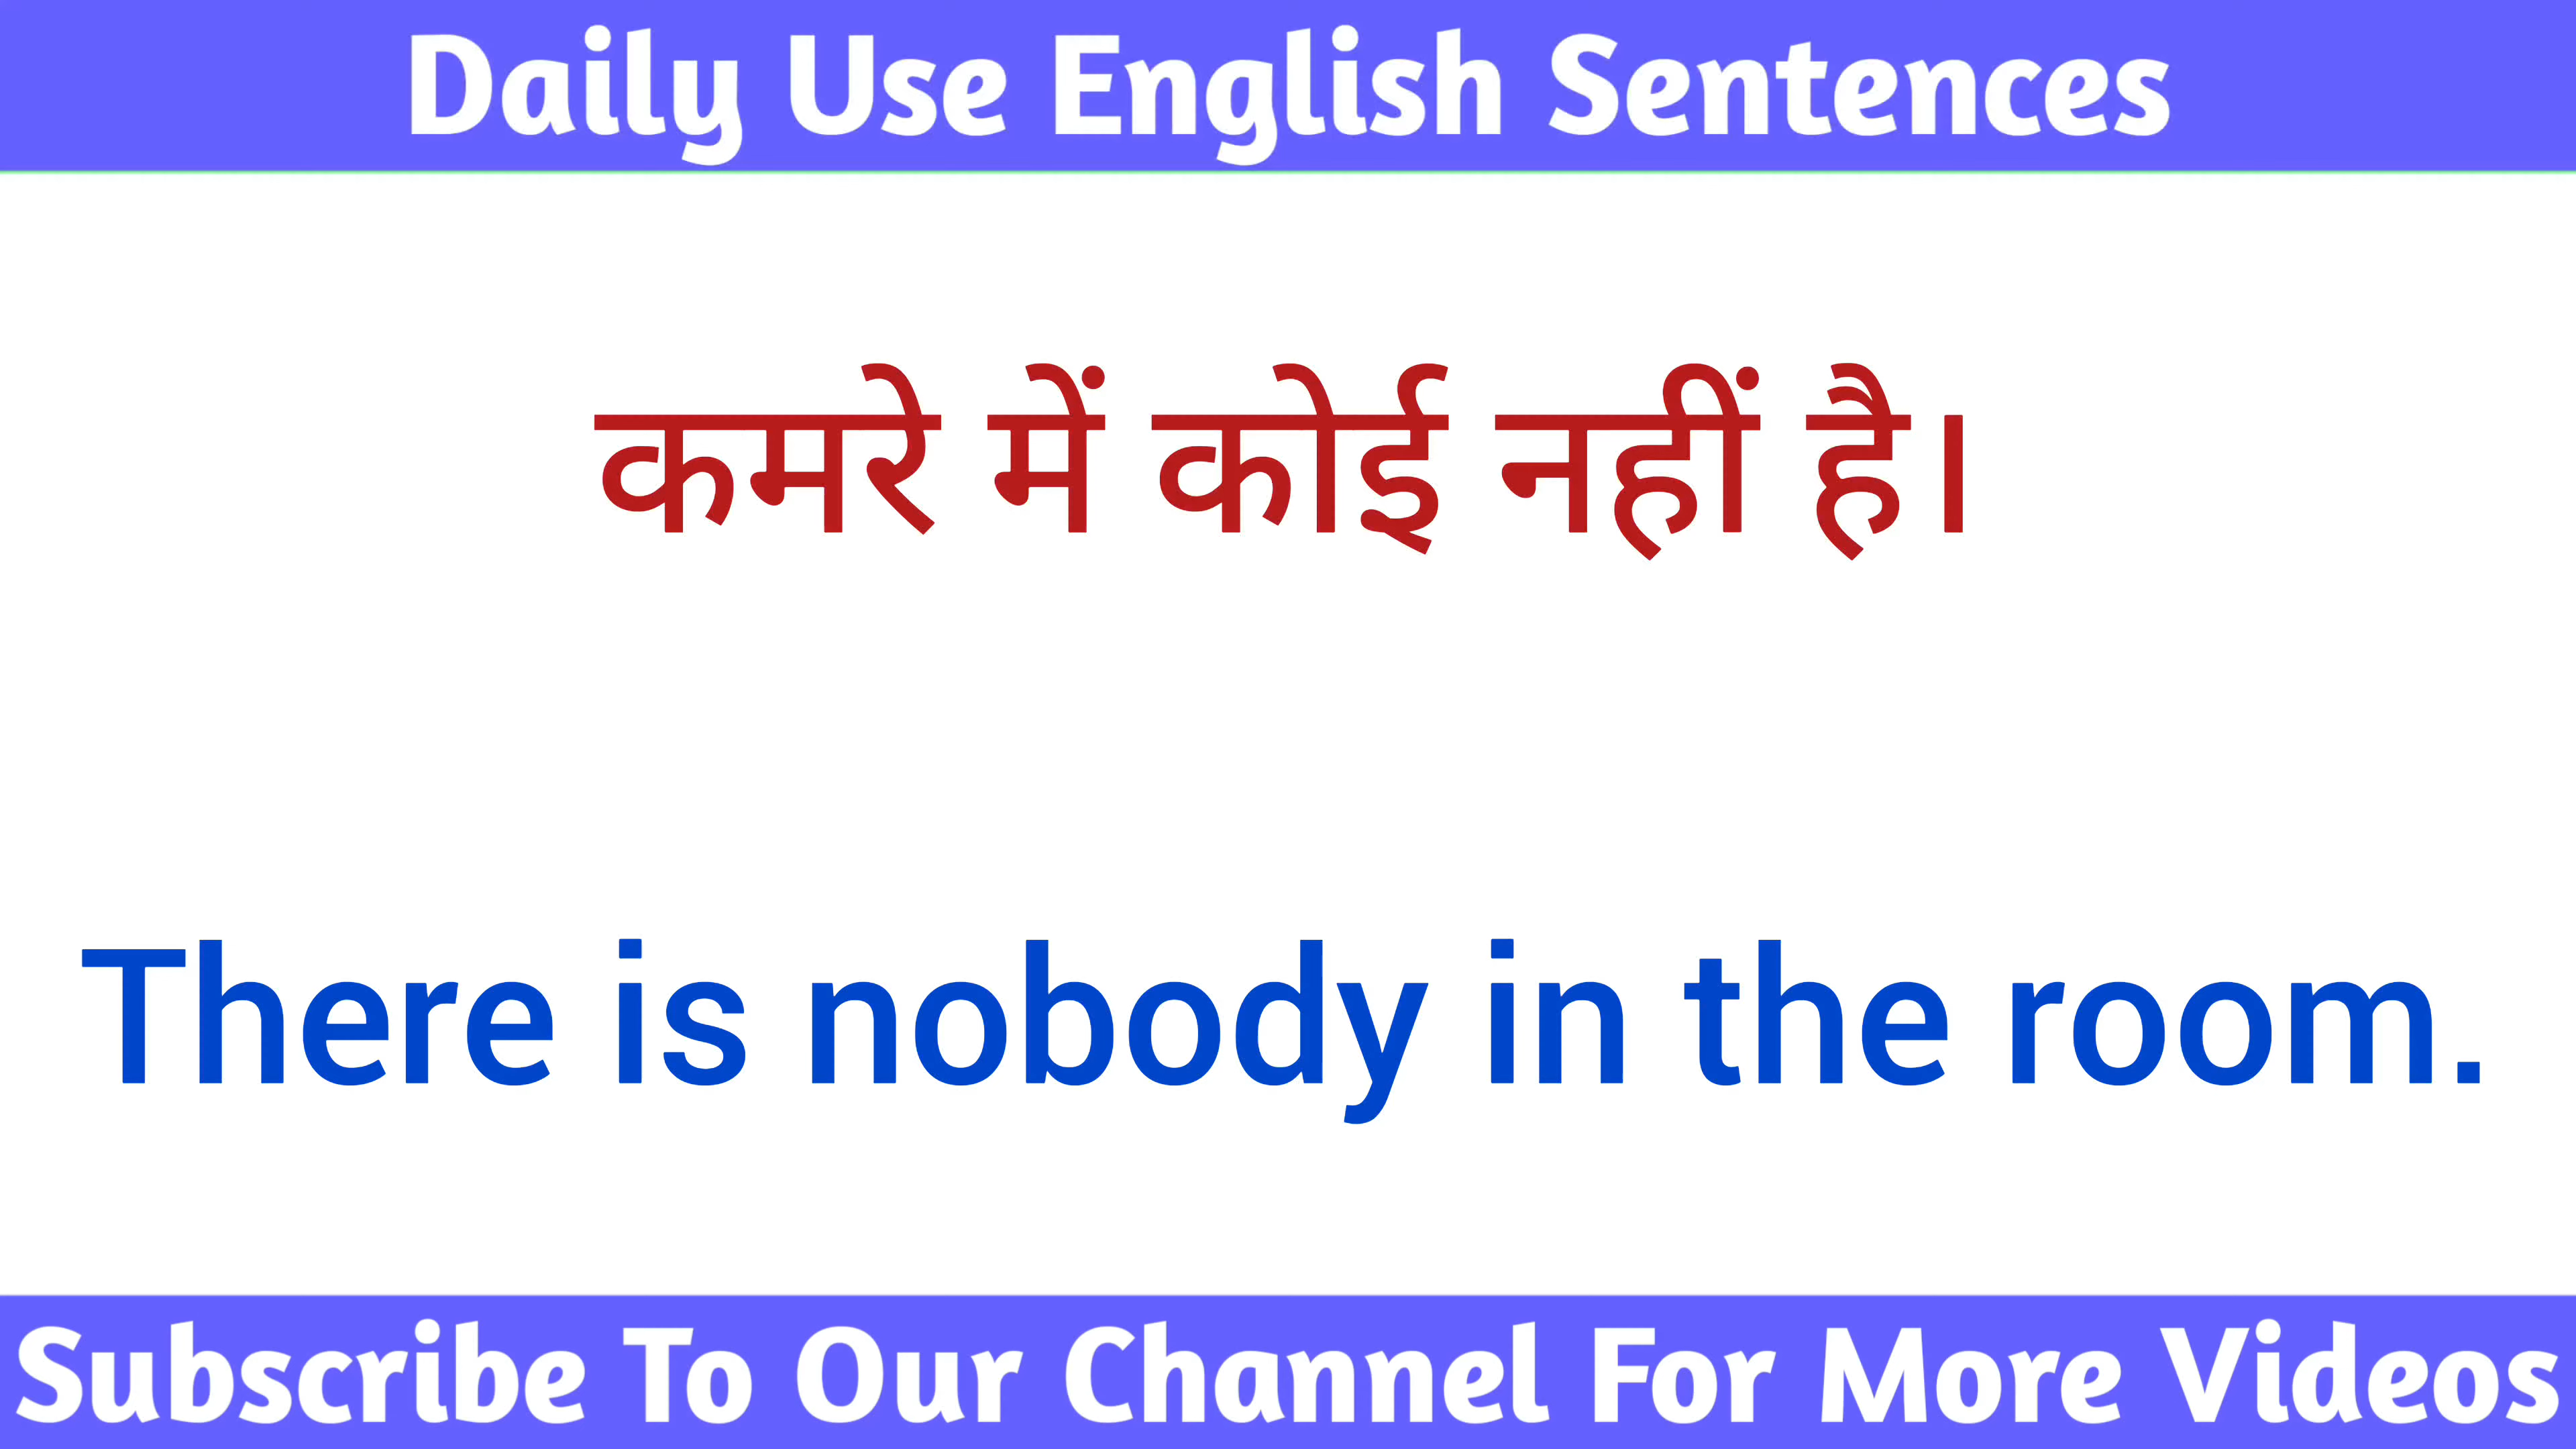 Daily Use English Sentences
कमरे में कोई नहीं है।
There is nobody in the room.
Subscribe To Our Channel For More Videos